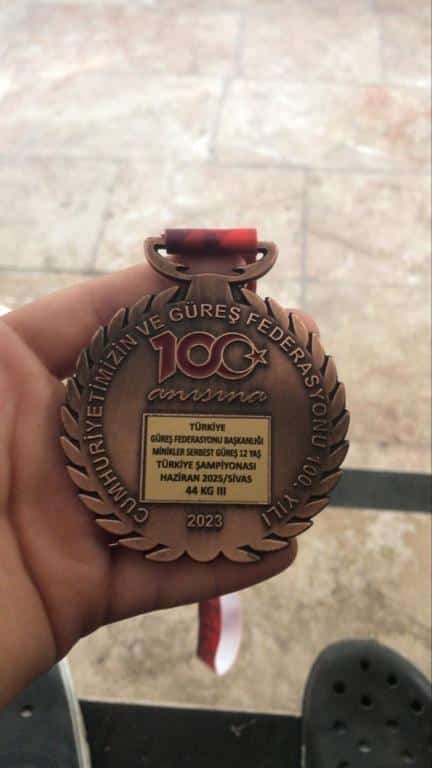 CUMHURİYETİMİZİN VE GÜREŞ FEDERASYONU 100. YILI
100
anısına
TÜRKİYE
GÜREŞ FEDERASYONU BAŞKANLIĞI
MİNİKLER SERBEST GÜREŞ 12 YAŞ
TÜRKİYE ŞAMPİYONASI
HAZİRAN 2025/SİVAS
44 KG III
2023